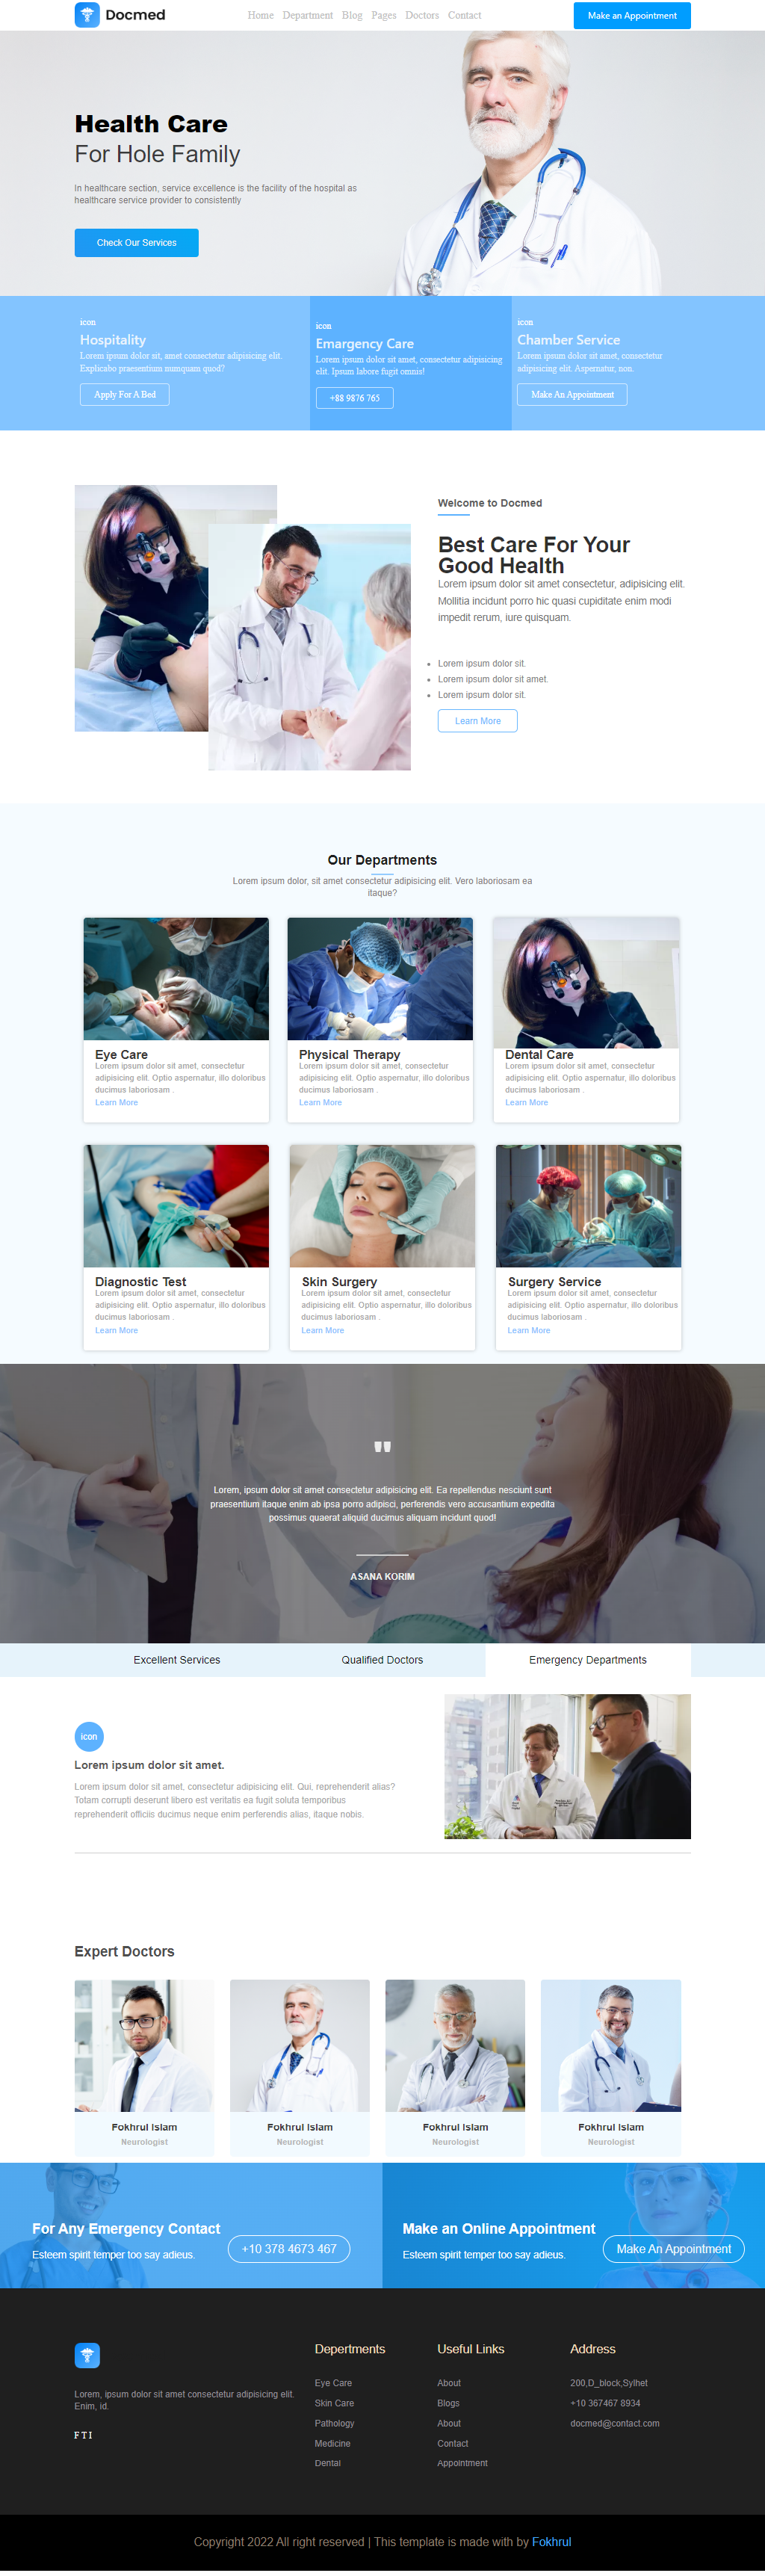 Docmed
Home Department Blog Pages Doctors Contact
Make an Appointment
Health Care
For Hole Family
In healthcare section, service excellence is the facility of the hospital as
healthcare service provider to consistently
Check Our Services
icon
Hospitality
Lorem ipsum dolor sit, amet consectetur adipisicing elit.
Explicabo praesentium numquam quod?
Apply For A Bed
icon
Emargency Care
Lorem ipsum dolor sit amet, consectetur adipisicing
elit. Ipsum labore fugit omnis!
+88 9876 765
icon
Chamber Service
Lorem ipsum dolor sit amet, consectetur
adipisicing elit. Aspernatur, non.
Make An Appointment
Welcome to Docmed
Best Care For Your
Good Health
Lorem ipsum dolor sit amet consectetur, adipisicing elit.
Mollitia incidunt porro hic quasi cupiditate enim modi
impedit rerum, iure quisquam.
Lorem ipsum dolor sit.
Lorem ipsum dolor sit amet.
Lorem ipsum dolor sit.
Learn More
Our Departments
Lorem ipsum dolor, sit amet consectetur adipisicing elit. Vero laboriosam ea
itaque?
Eye Care
Lorem ipsum dolor sit amet, consectetur
adipisicing elit. Optio aspernatur, illo doloribus
ducimus laboriosam .
Learn More
Physical Therapy
Lorem ipsum dolor sit amet, consectetur
adipisicing elit. Optio aspernatur, illo doloribus
ducimus laboriosam .
Learn More
Dental Care
Lorem ipsum dolor sit amet, consectetur
adipisicing elit. Optio aspernatur, illo doloribus
ducimus laboriosam .
Learn More
Diagnostic Test
Lorem ipsum dolor sit amet, consectetur
adipisicing elit. Optio aspernatur, illo doloribus
ducimus laboriosam .
Learn More
Skin Surgery
Lorem ipsum dolor sit amet, consectetur
adipisicing elit. Optio aspernatur, illo doloribus
ducimus laboriosam .
Learn More
Surgery Service
Lorem ipsum dolor sit amet, consectetur
adipisicing elit. Optio aspernatur, illo doloribus
ducimus laboriosam .
Learn More
"
Lorem, ipsum dolor sit amet consectetur adipisicing elit. Ea repellendus nesciunt sunt
praesentium itaque enim ab ipsa porro adipisci, perferendis vero accusantium expedita
possimus quaerat aliquid ducimus aliquam incidunt quod!
ASANA KORIM
Excellent Services
Qualified Doctors
Emergency Departments
icon
Lorem ipsum dolor sit amet.
Lorem ipsum dolor sit amet, consectetur adipisicing elit. Qui, reprehenderit alias?
Totam corrupti deserunt libero est veritatis ea fugit soluta temporibus
reprehenderit officiis ducimus neque enim perferendis alias, itaque nobis.
Expert Doctors
Fokhrul Islam
Neurologist
Fokhrul Islam
Neurologist
Fokhrul Islam
Neurologist
Fokhrul Islam
Neurologist
For Any Emergency Contact
Esteem spirit temper too say adieus.
+10 378 4673 467
Make an Online Appointment
Esteem spirit temper too say adieus.
Make An Appointment
Lorem, ipsum dolor sit amet consectetur adipisicing elit.
Enim, id.
F T I
Depertments
Eye Care
Skin Care
Pathology
Medicine
Dental
Useful Links
About
Blogs
About
Contact
Appointment
Address
200,D_block,Sylhet
+10 367467 8934
docmed@contact.com
Copyright 2022 All right reserved | This template is made with by Fokhrul